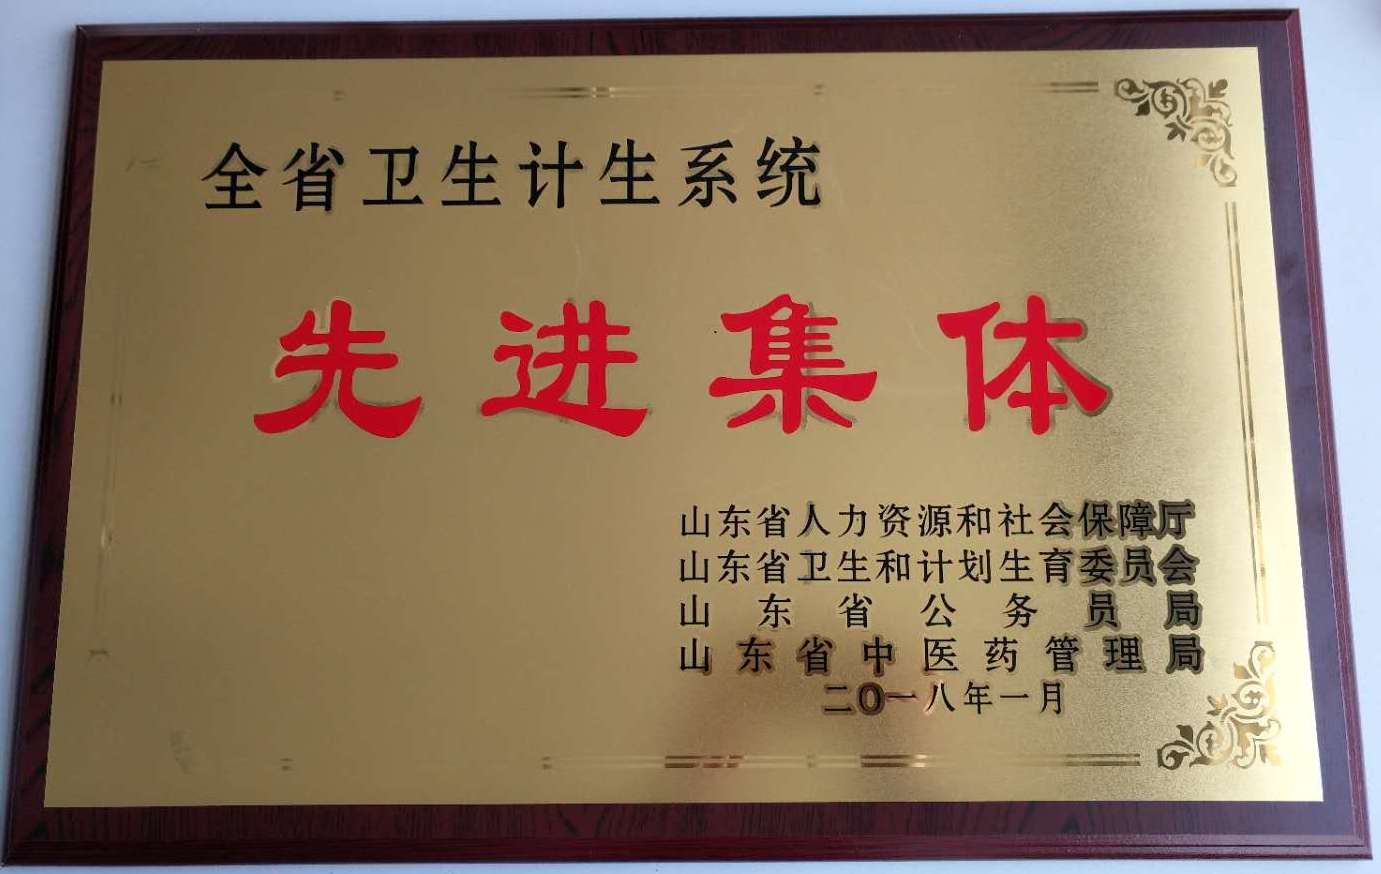 全省卫生计生系统
先进集体
山东省人力资源和社会保障厅
山东省卫生和计划生育委员会
山东省公务员局
山东省中医药管理局
二〇一八年一月